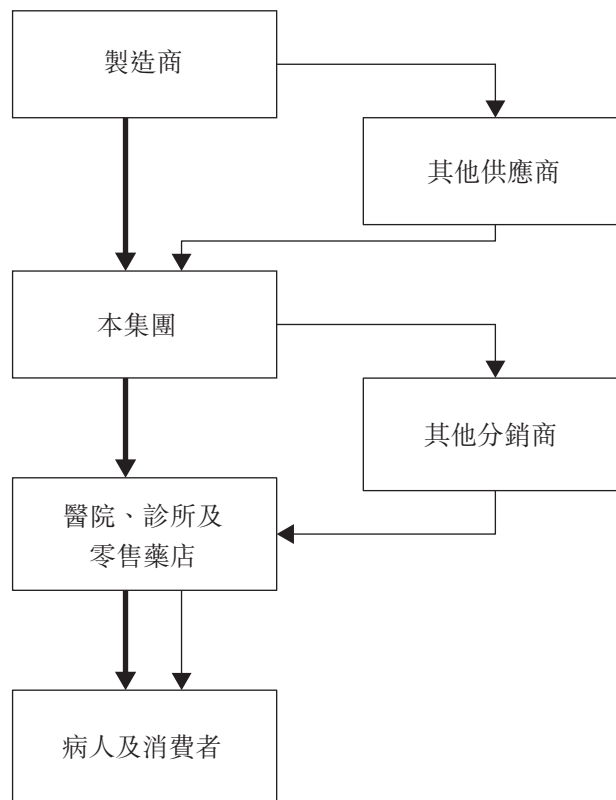 製造商
其他供應商
本集團
其他分銷商
醫院、診所及
零售藥店
病人及消費者